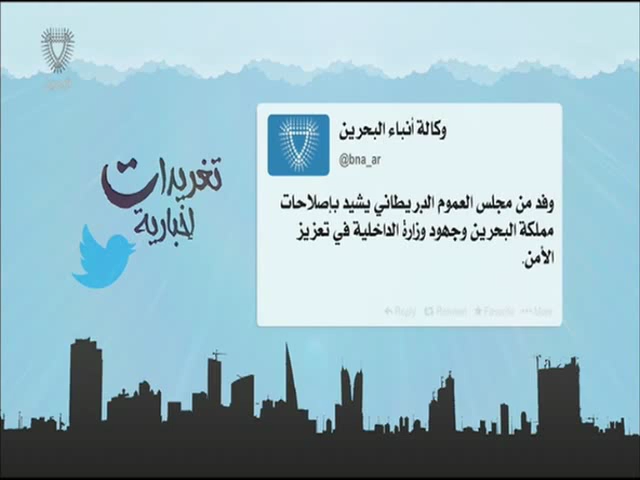 تغريدات
إخبارية
وكالة أنباء البحرين
@bna_ar
وفد من مجلس العموم البريطاني يشيد بإصلاحات
مملكة البحرين وجهود وزارة الداخلية في تعزيز
الأمن.
Reply Retweet Favorite More